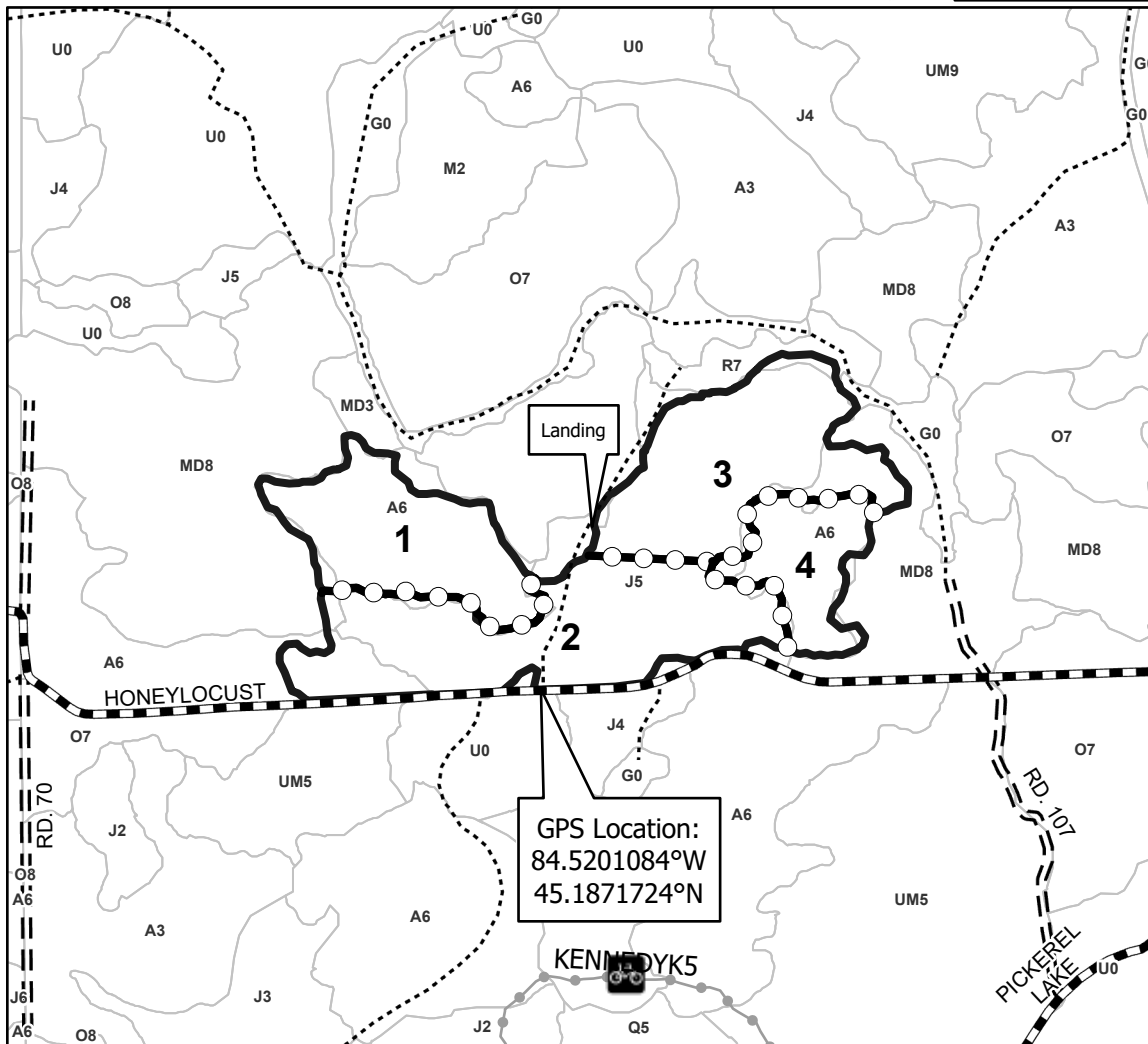 G0
U0
U0
U0
UM9
G0
A6
J4
G0
G0
U0
M2
J4
A3
A3
J5
O7
MD8
O8
U0
R7
MD3
Landing
G0
O7
MD8
3
O8
A6
1
A6
MD8
4
MD8
J5
2
A6
HONEYLOCUST
J4
O7
U0
O7
UM5
G0
RD. 70
RD. 107
J2
GPS Location:
84.5201084°W
45.1871724°N
A6
O8
A6
UM5
A6
A3
KENNEDYK5
PICKEREL
LAKE
U0
J6
J3
A6
O8
J2
Q5